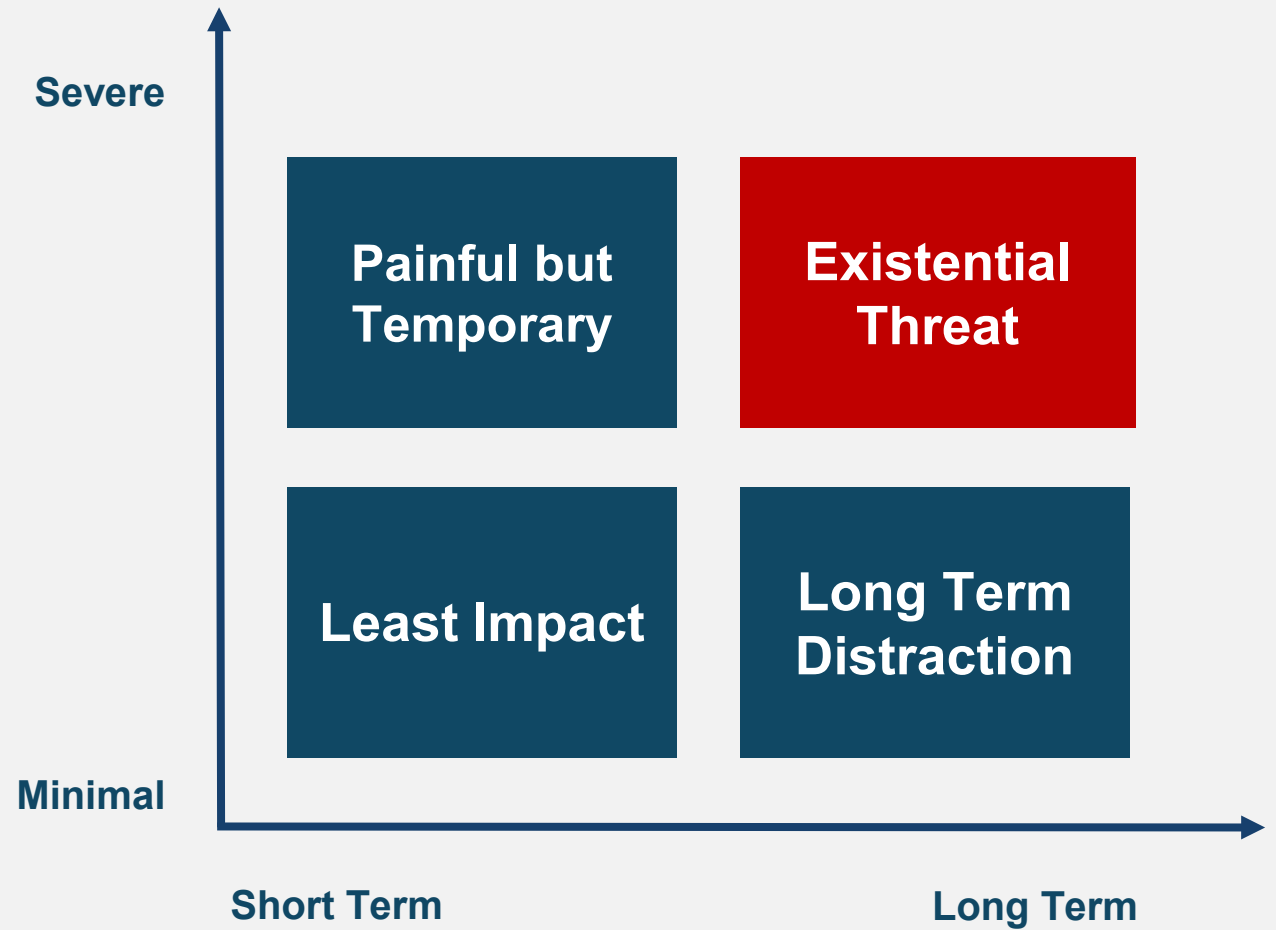 Severe
Painful but
Temporary
Existential
Threat
Least Impact
Long Term
Distraction
Minimal
Short Term
Long Term